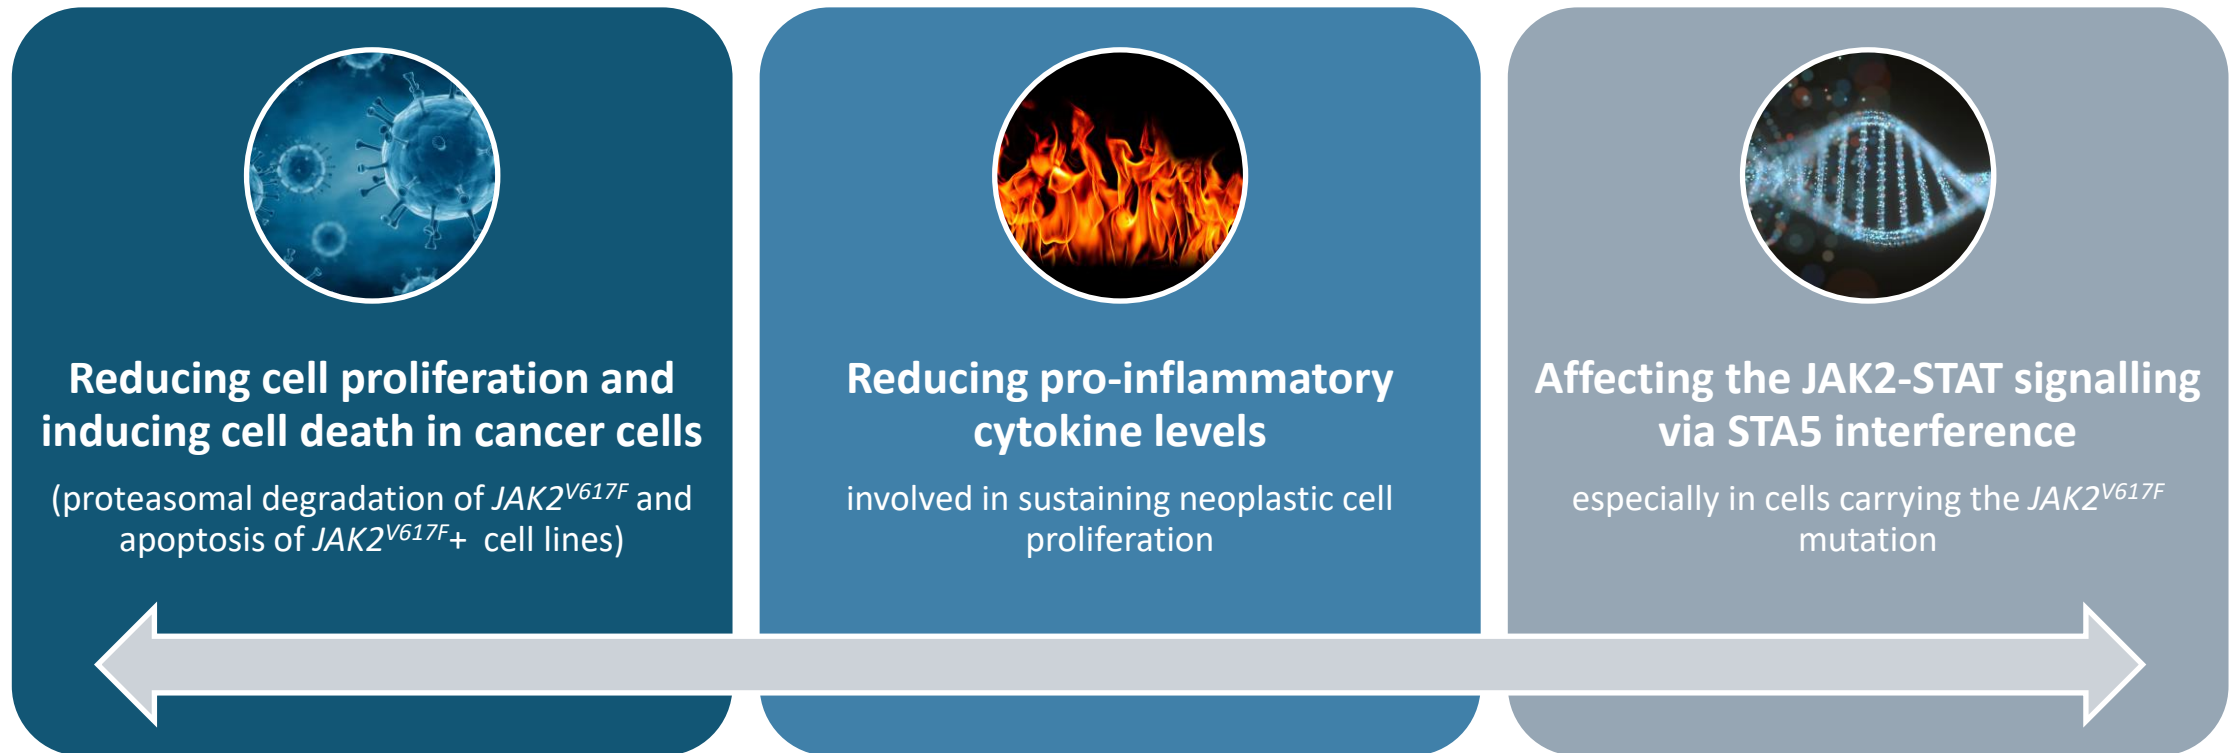 Reducing cell proliferation and
inducing cell death in cancer cells
(proteasomal degradation of JAK2V617F and
apoptosis of JAK2V617F+ cell lines)
Reducing pro-inflammatory
cytokine levels
involved in sustaining neoplastic cell
proliferation
Affecting the JAK2-STAT signalling
via STA5 interference
especially in cells carrying the JAK2V617F
mutation